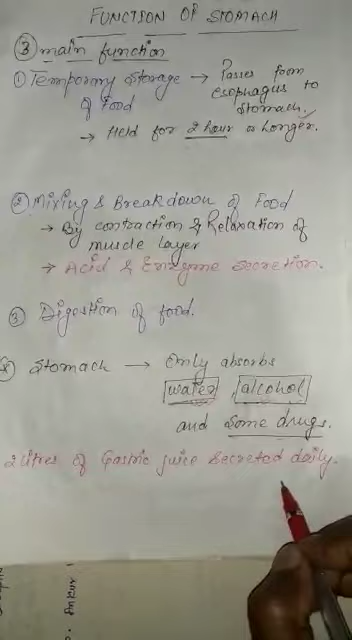 FUNCTION OF STOMACH
③ main function
① Temporary Storage → Passes from
of Food esophagus to
stomach.
→ Held for 2 hour or longer.
② Mixing & Breakdown of Food
→ By contraction & Relaxation of
muscle layer
→ Acid & Enzyme Secretion.
③ Digestion of food.
Stomach → Only absorbs
water alcohol
and some drugs.
2 litres of Gastric juice Secreted daily.